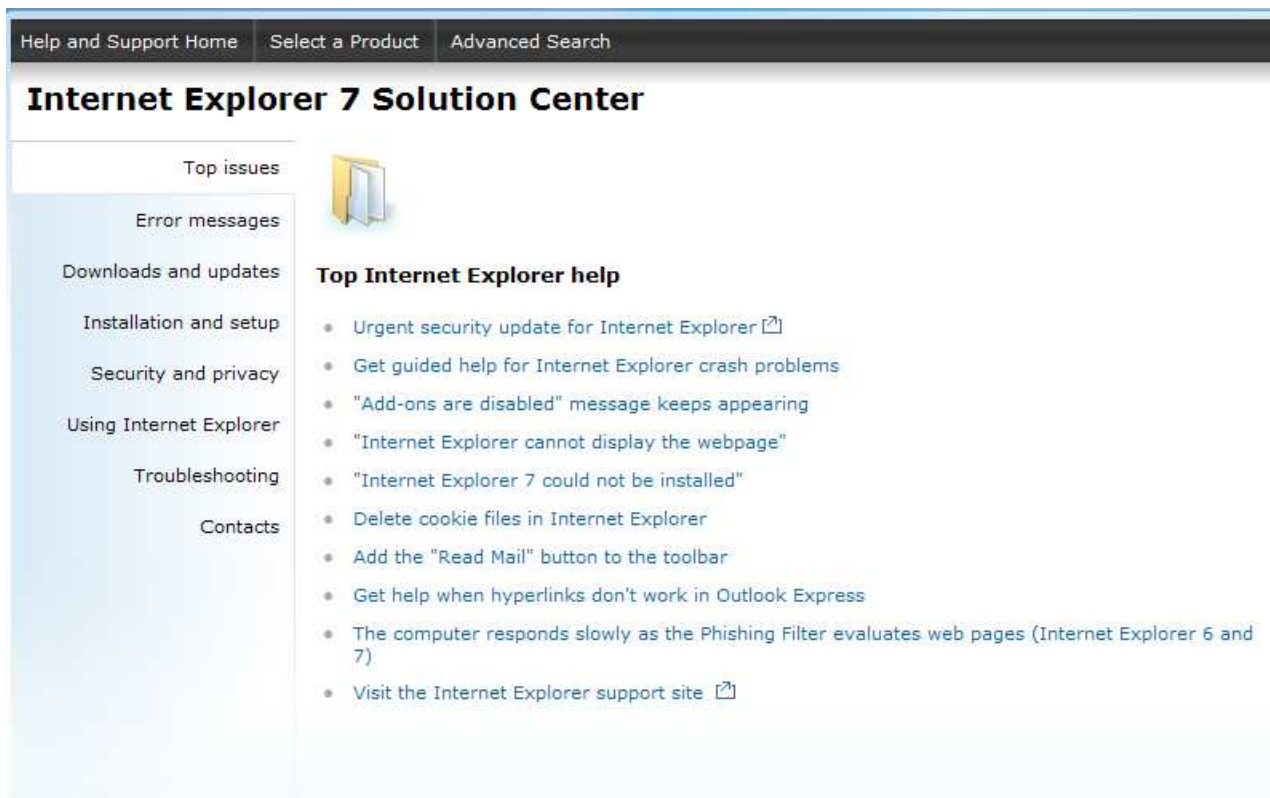 Help and Support Home Select a Product Advanced Search
Internet Explorer 7 Solution Center
Top issues
Error messages
Downloads and updates
Installation and setup
Security and privacy
Using Internet Explorer
Troubleshooting
Contacts
Top Internet Explorer help
Urgent security update for Internet Explorer
Get guided help for Internet Explorer crash problems
"Add-ons are disabled" message keeps appearing
"Internet Explorer cannot display the webpage"
"Internet Explorer 7 could not be installed"
Delete cookie files in Internet Explorer
Add the "Read Mail" button to the toolbar
Get help when hyperlinks don't work in Outlook Express
The computer responds slowly as the Phishing Filter evaluates web pages (Internet Explorer 6 and
7)
Visit the Internet Explorer support site